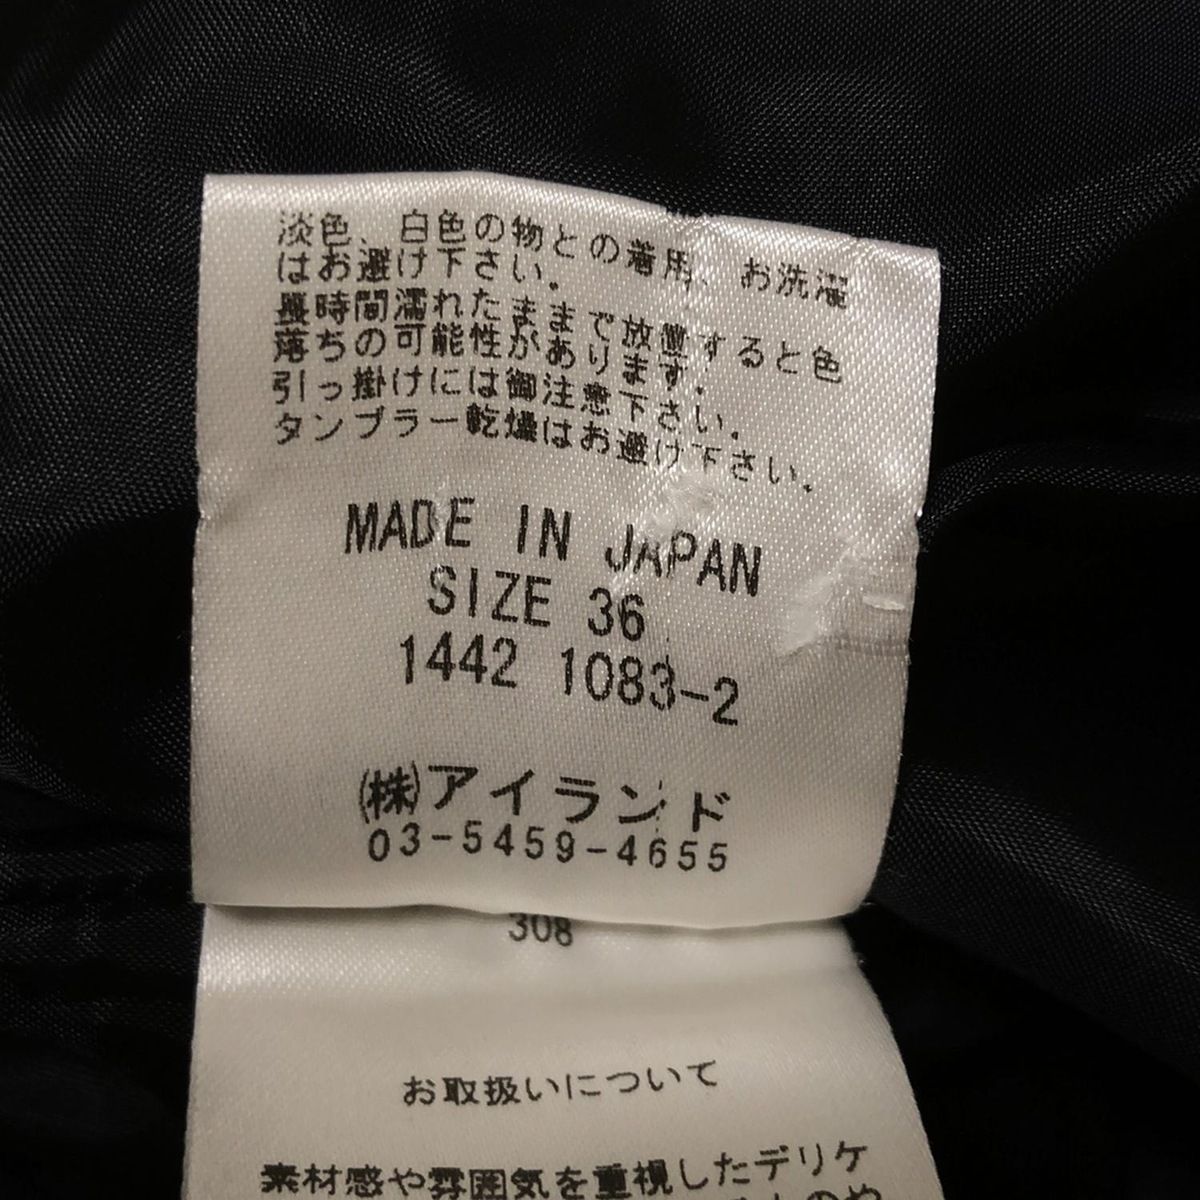 淡色、白色の物との着用、お洗濯
はお避け下さい。
長時間濡れたままで放置すると色
落ちの可能性があります。
引っ掛けには御注意下さい。
タンブラー乾燥はお避け下さい。
MADE IN JAPAN
SIZE 36
1442 1083-2
㈱アイランド
03-5459-4655
308
お取扱いについて
素材感や雰囲気を重視したデリケ